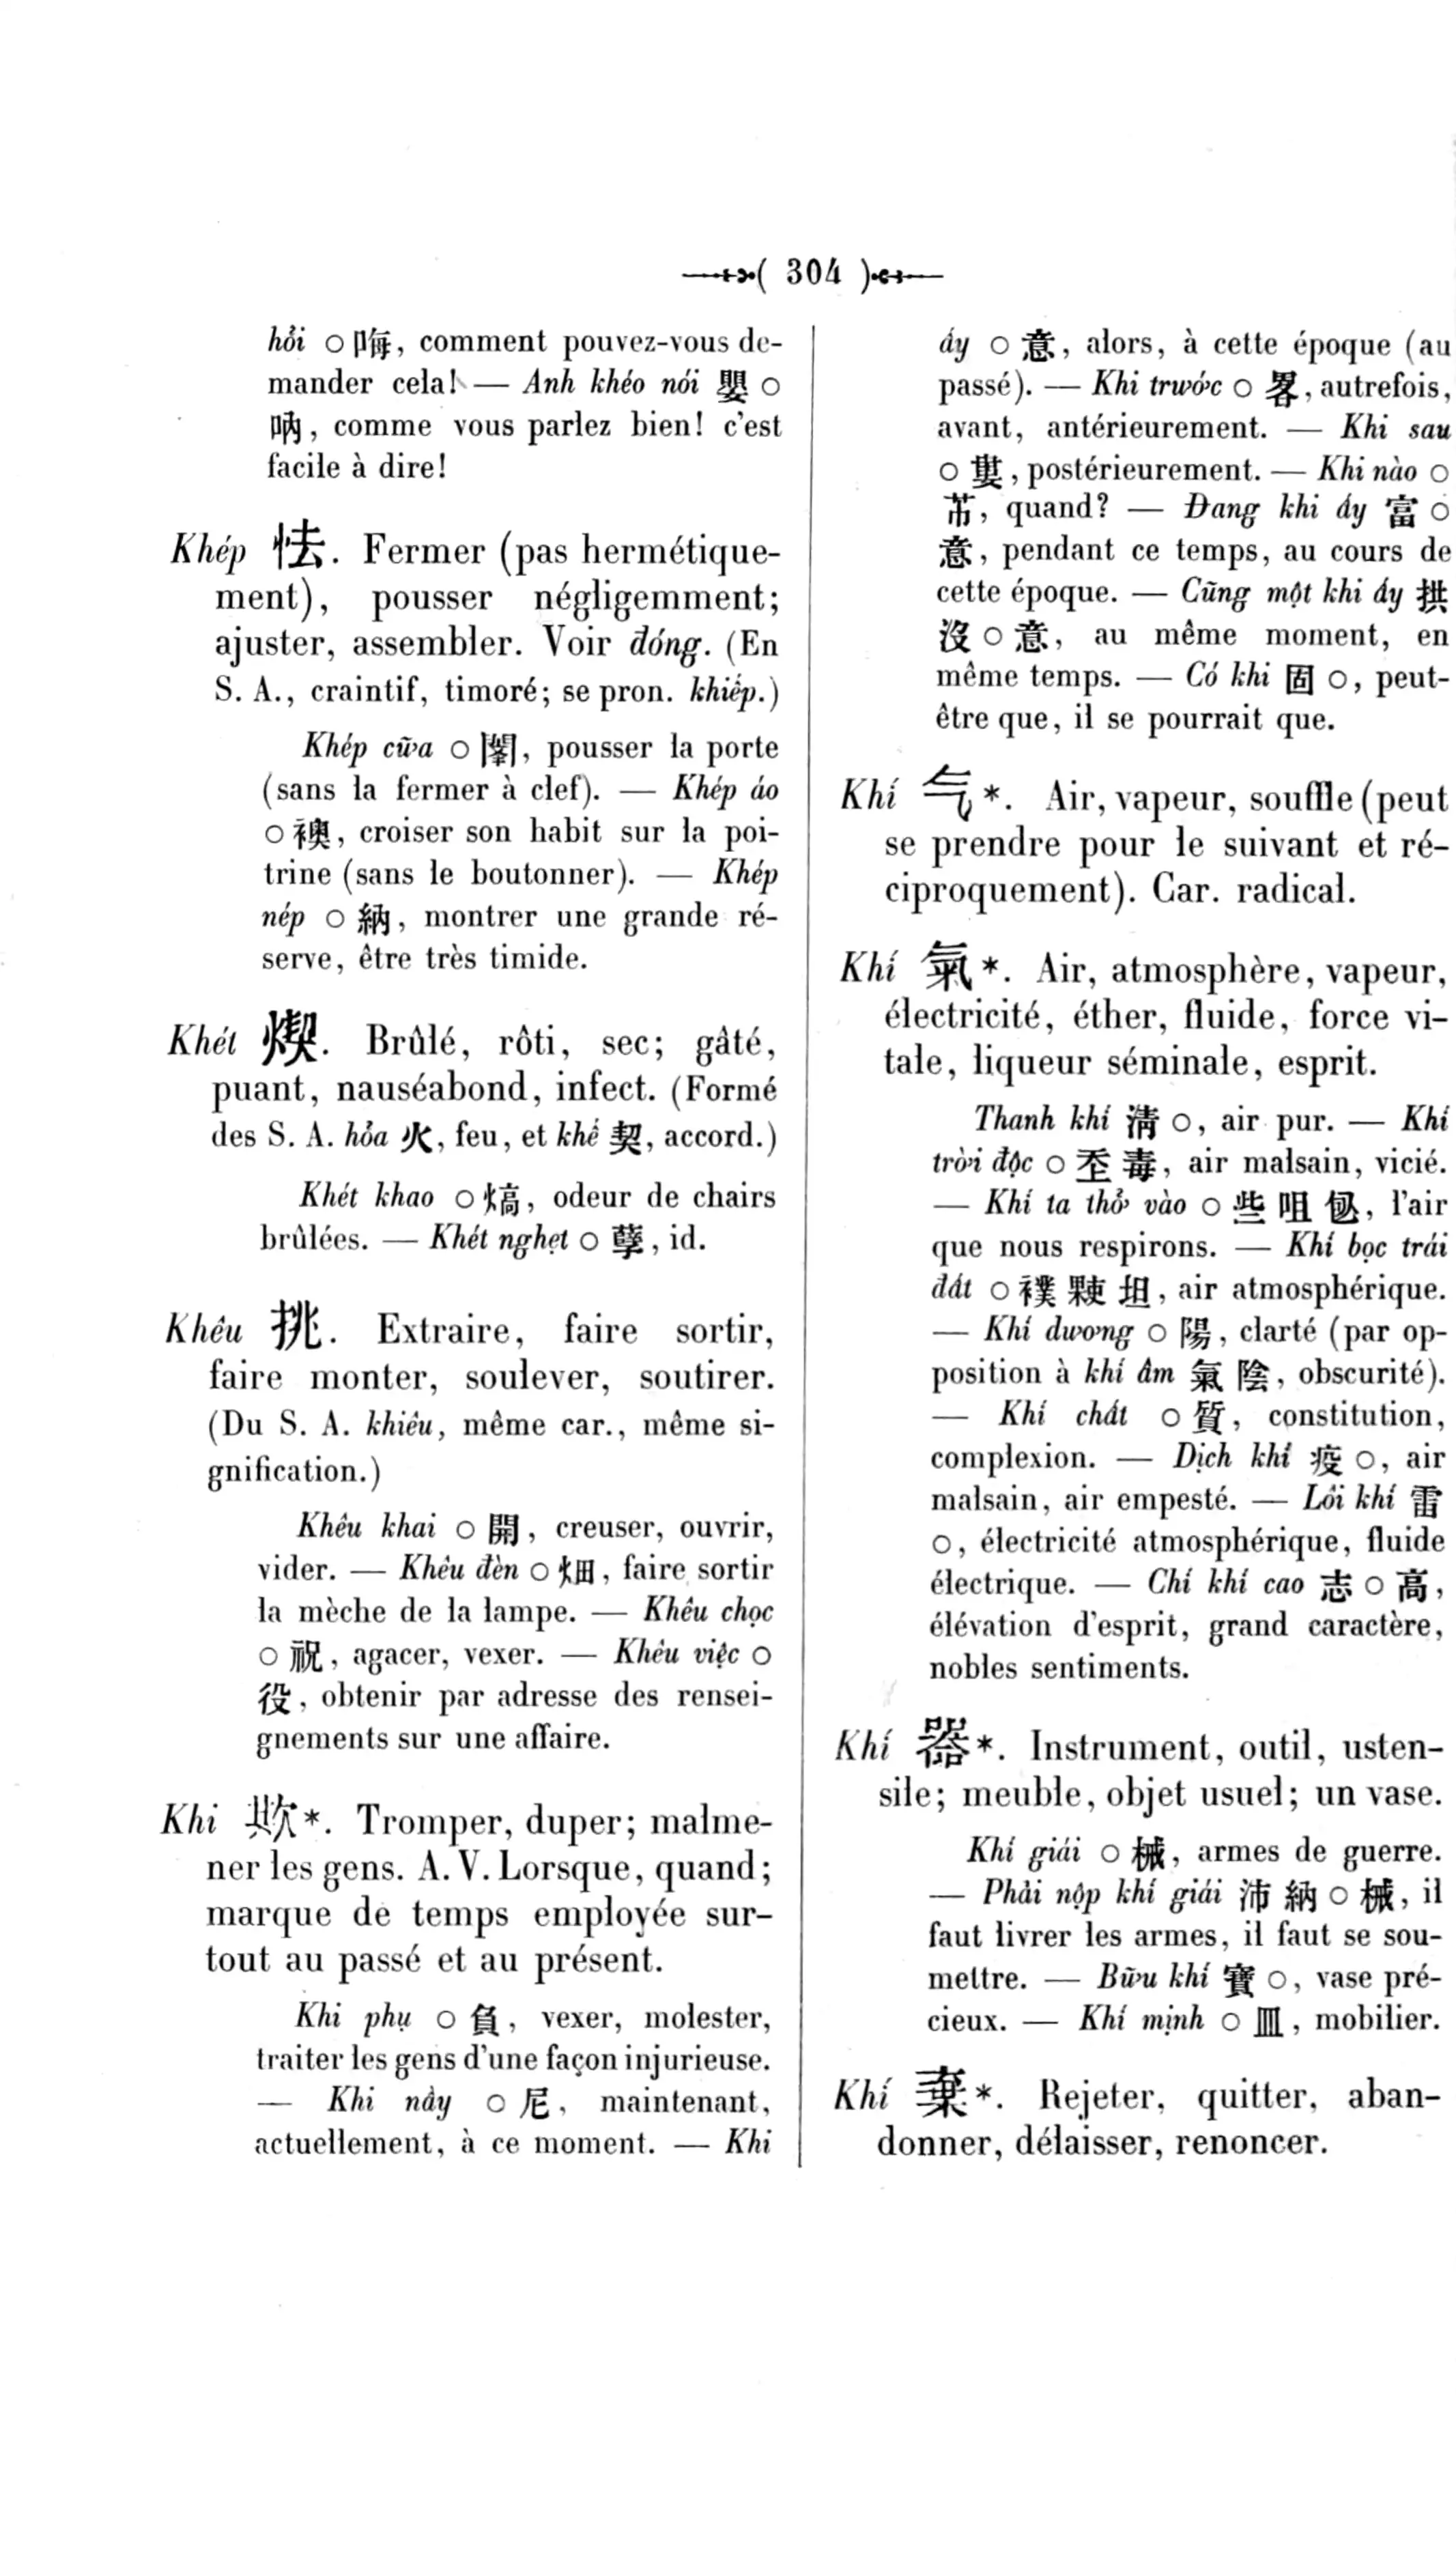 ( 304 )
hỏi ○ 𠳨, comment pouvez-vous de-
mander cela! — Anh khéo nói 嬰 ○
吶, comme vous parlez bien! c'est
facile à dire!
Khép 怯. Fermer (pas hermétique-
ment), pousser négligemment;
ajuster, assembler. Voir đóng. (En
S. A., craintif, timoré; se pron. khiếp.)
Khép cữa ○, pousser la porte
(sans la fermer à clef). — Khép áo
○ 襖, croiser son habit sur la poi-
trine (sans le boutonner). — Khép
nép ○ 納, montrer une grande ré-
serve, être très timide.
Khét 煛. Brûlé, rôti, sec; gâté,
puant, nauséabond, infect. (Formé
des S. A. hỏa 火, feu, et khế 契, accord.)
Khét khao ○ 熇, odeur de chairs
brûlées. — Khét nghẹt ○ 孽, id.
Khêu 挑. Extraire, faire sortir,
faire monter, soulever, soutirer.
(Du S. A. khiêu, même car., même si-
gnification.)
Khêu khai ○ 開, creuser, ouvrir,
vider. — Khêu đèn ○ 畑, faire sortir
la mèche de la lampe. — Khêu chọc
○ 祝, agacer, vexer. — Khêu việc ○
役, obtenir par adresse des rensei-
gnements sur une affaire.
Khi 欺*. Tromper, duper; malme-
ner les gens. A. V. Lorsque, quand;
marque de temps employée sur-
tout au passé et au présent.
Khi phụ ○ 負, vexer, molester,
traiter les gens d'une façon injurieuse.
— Khi nầy ○ 尼, maintenant,
actuellement, à ce moment. — Khi
ấy ○ 意, alors, à cette époque (au
passé). — Khi trước ○ 畧, autrefois,
avant, antérieurement. — Khi sau
○ 𡢐, postérieurement. — Khi nào ○
芾, quand? — Đang khi ấy 當 ○
意, pendant ce temps, au cours de
cette époque. — Cũng một khi ấy 拱
沒 ○ 意, au même moment, en
même temps. — Có khi 固 ○, peut-
être que, il se pourrait que.
Khí 气*. Air, vapeur, souffle (peut
se prendre pour le suivant et ré-
ciproquement). Car. radical.
Khí 氣*. Air, atmosphère, vapeur,
électricité, éther, fluide, force vi-
tale, liqueur séminale, esprit.
Thanh khí 清 ○, air pur. — Khí
trời độc ○ 𡗶 毒, air malsain, vicié.
— Khí ta thở vào ○ 些 咀 𠓨, l'air
que nous respirons. — Khí bọc trái
đất ○ 襆 𣛤 坦, air atmosphérique.
— Khí dương ○ 陽, clarté (par op-
position à khí âm 氣 陰, obscurité).
— Khí chất ○ 質, constitution,
complexion. — Dịch khí 疫 ○, air
malsain, air empesté. — Lôi khí 雷
○, électricité atmosphérique, fluide
électrique. — Chí khí cao 志 ○ 高,
élévation d'esprit, grand caractère,
nobles sentiments.
Khí 器*. Instrument, outil, usten-
sile; meuble, objet usuel; un vase.
Khí giái ○ 械, armes de guerre.
— Phải nộp khí giái 沛 納 ○ 械, il
faut livrer les armes, il faut se sou-
mettre. — Bữu khí 寶 ○, vase pré-
cieux. — Khí mịnh ○ 皿, mobilier.
Khí 棄*. Rejeter, quitter, aban-
donner, délaisser, renoncer.